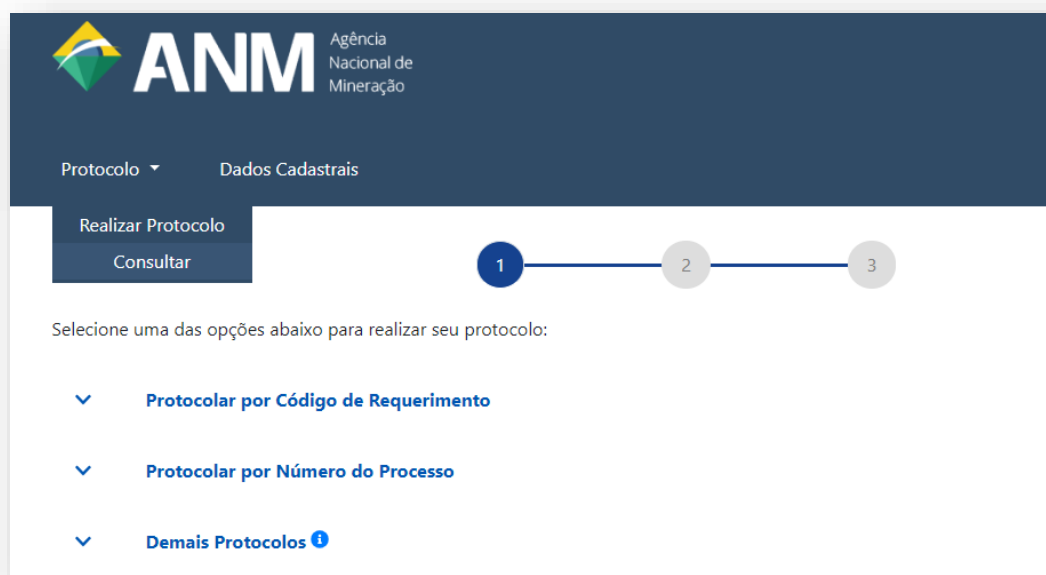 ANM
Agência
Nacional de
Mineração
Protocolo
Dados Cadastrais
Realizar Protocolo
Consultar
1
2
3
Selecione uma das opções abaixo para realizar seu protocolo:
Protocolar por Código de Requerimento
Protocolar por Número do Processo
Demais Protocolos i